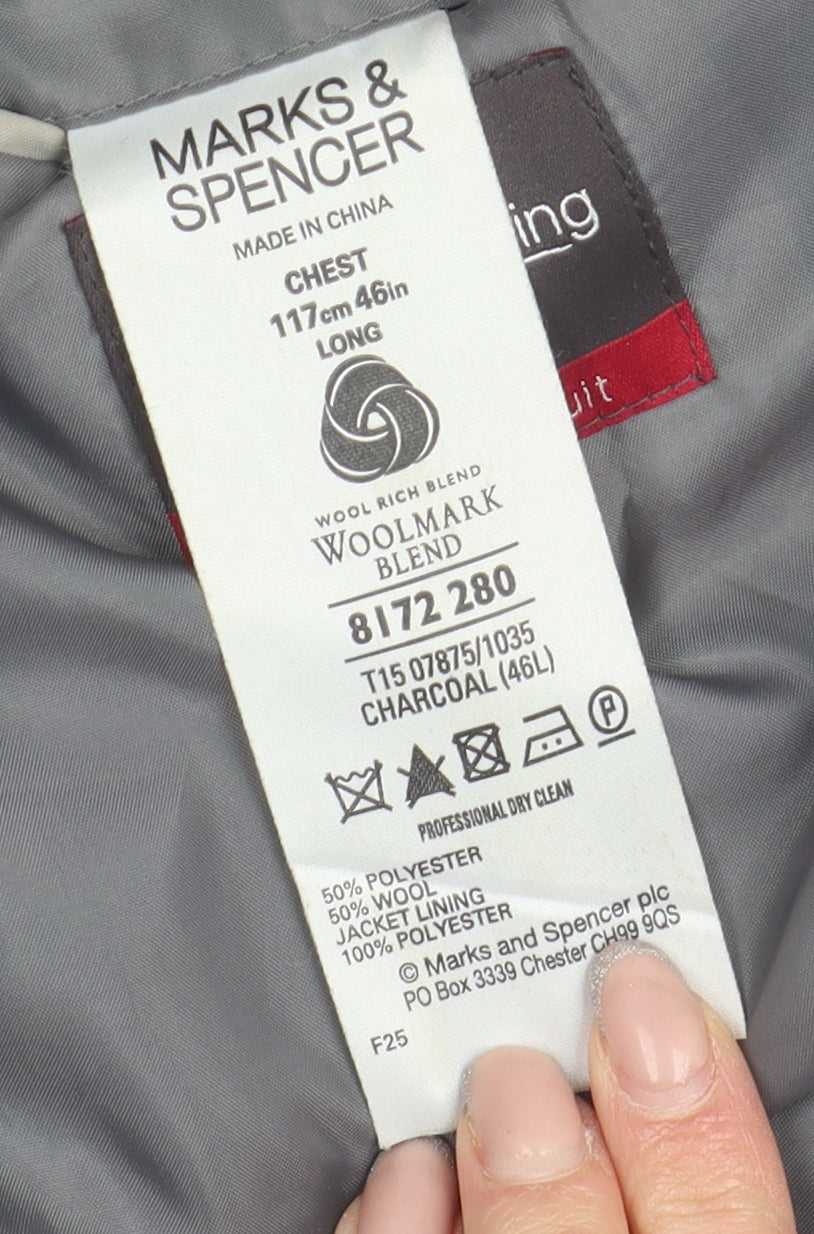 MARKS &
SPENCER
MADE IN CHINA
CHEST
117cm 46in
LONG
WOOL RICH BLEND
WOOLMARK
BLEND
8172 280
T15 07875/1035
CHARCOAL (46L)
P
PROFESSIONAL DRY CLEAN
50% POLYESTER
50% WOOL
JACKET LINING
100% POLYESTER
© Marks and Spencer plc
PO Box 3339 Chester CH99 9QS
F25
ing
uit